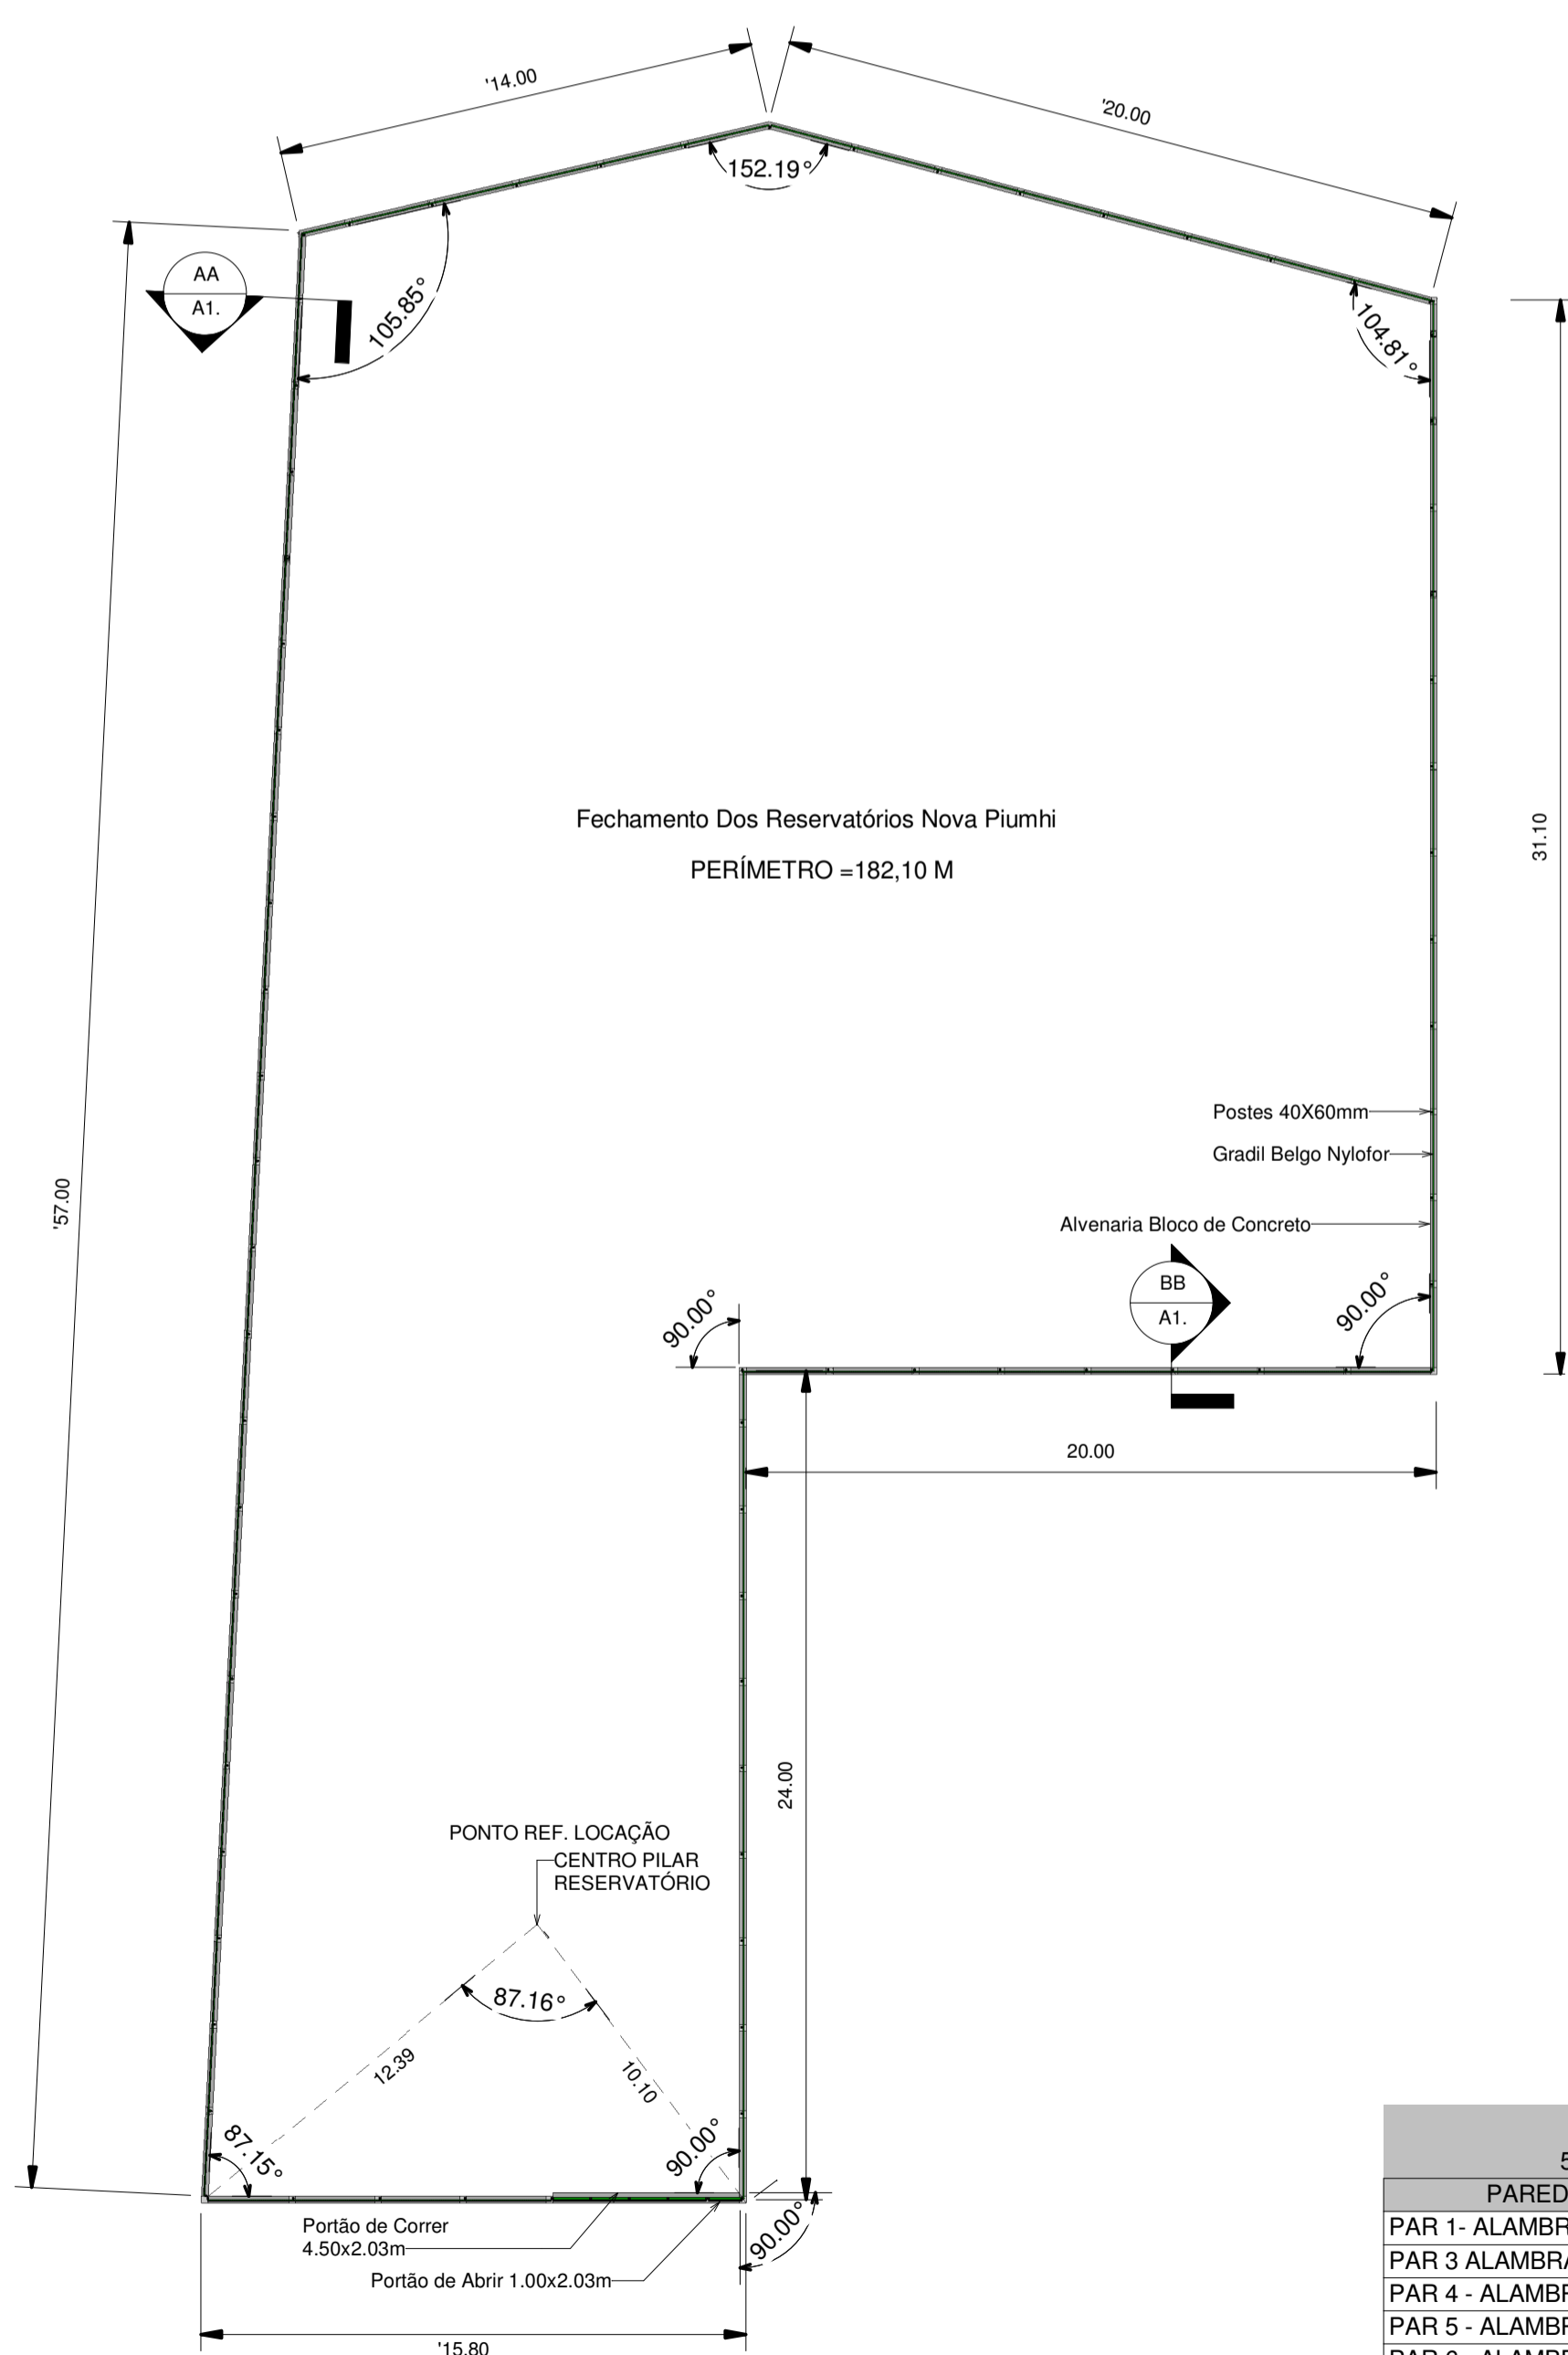 '14.00
'20.00
152.19°
AA
A1.
105.85°
104.81°
Fechamento Dos Reservatórios Nova Piumhi
PERÍMETRO =182,10 M
31.10
Postes 40X60mm
Gradil Belgo Nylofor
'57.00
Alvenaria Bloco de Concreto
BB
A1.
90.00°
90.00°
20.00
24.00
PONTO REF. LOCAÇÃO
CENTRO PILAR
RESERVATÓRIO
87.16°
12.39
10.10
87.15°
90.00°
5
PARED
Portão de Correr
4.50x2.03m
90.00°
PAR 1- ALAMBR
PAR 3 ALAMBRA
Portão de Abrir 1.00x2.03m
PAR 4 - ALAMBR
PAR 5 - ALAMBR
'15.80